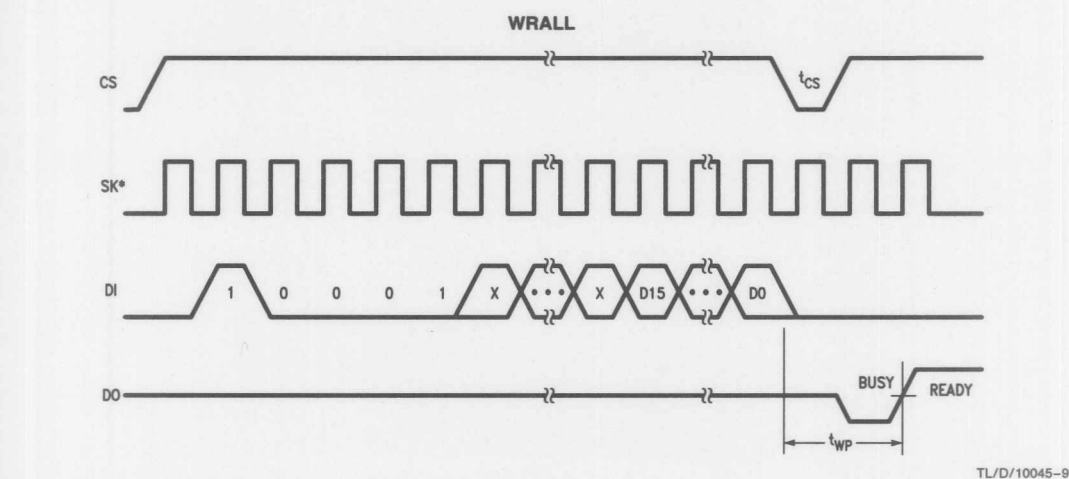 WRALL
CS
tCS
SK*
DI
1 0 0 0 1 X • • • X D15 • • • D0
DO
BUSY
READY
tWP
TL/D/10045–9